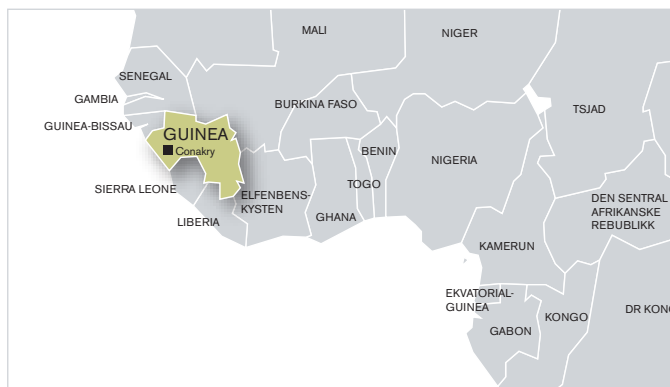 MALI
NIGER
SENEGAL
TSJAD
GAMBIA
BURKINA FASO
GUINEA-BISSAU
GUINEA
Conakry
BENIN
NIGERIA
SIERRA LEONE
TOGO
ELFENBENS-
KYSTEN
GHANA
LIBERIA
DEN SENTRAL
AFRIKANSKE
REBUBLIKK
KAMERUN
EKVATORIAL-
GUINEA
KONGO
DR KONG
GABON